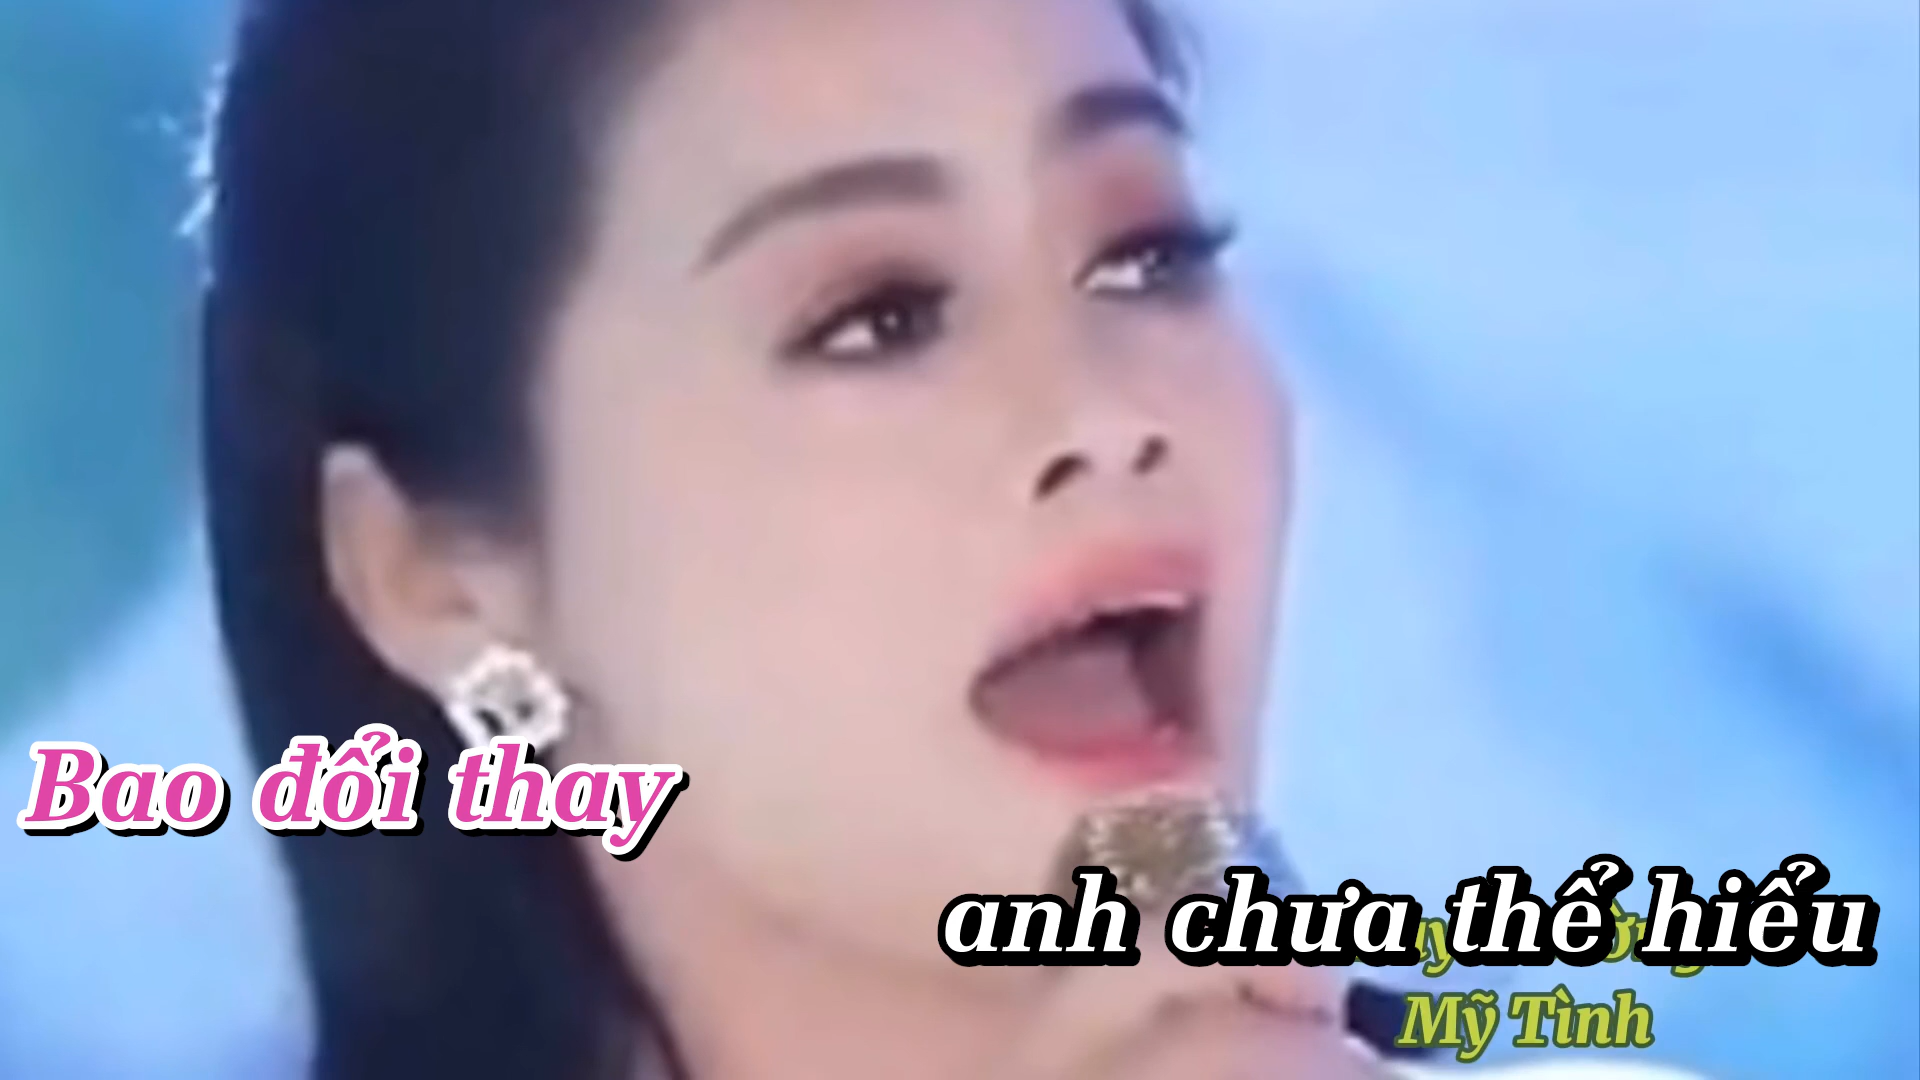 Bao đổi thay
anh chưa thể hiểu
Mỹ Tình